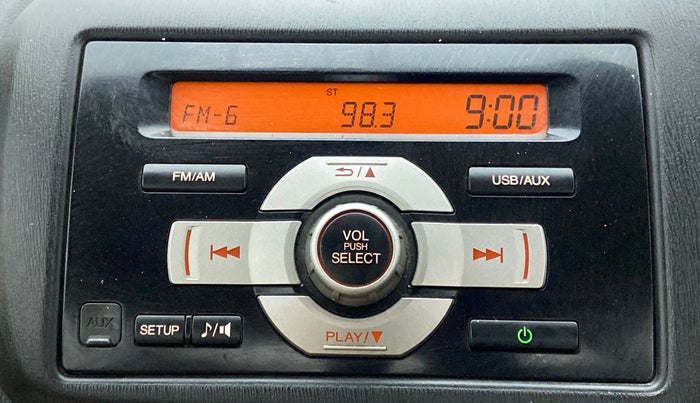 ST
FM-6 98.3 9:00
FM/AM
/▲
USB/AUX
VOL
PUSH
SELECT
AUX
SETUP
PLAY/▼